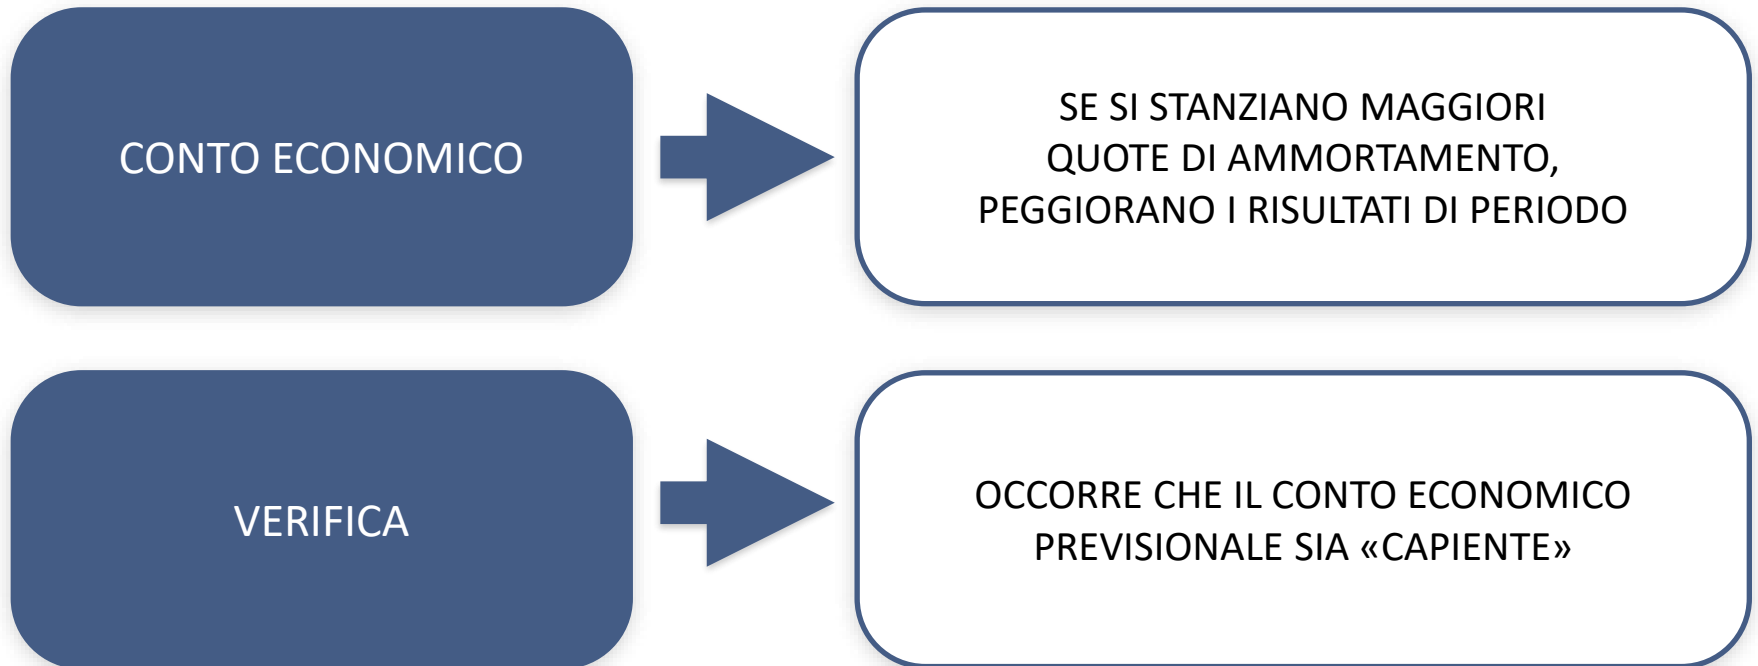 CONTO ECONOMICO
SE SI STANZIANO MAGGIORI
QUOTE DI AMMORTAMENTO,
PEGGIORANO I RISULTATI DI PERIODO
VERIFICA
OCCORRE CHE IL CONTO ECONOMICO
PREVISIONALE SIA «CAPIENTE»